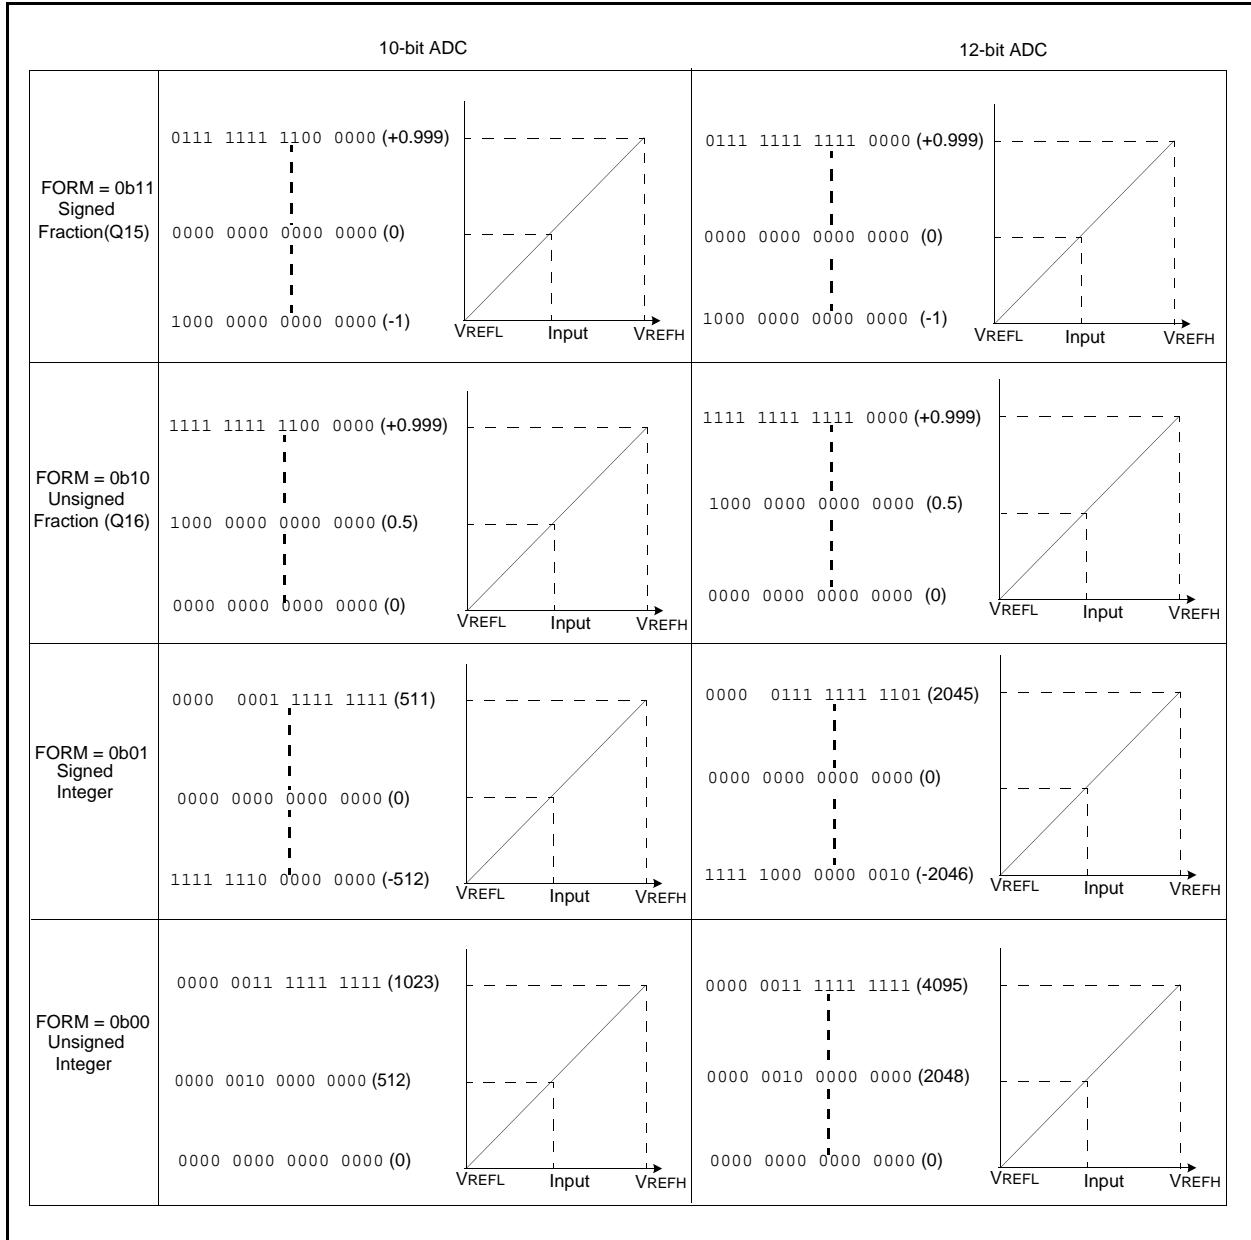 10-bit ADC
12-bit ADC
FORM = 0b11
Signed
Fraction(Q15)
0111 1111 1100 0000 (+0.999)
0000 0000 0000 0000 (0)
1000 0000 0000 0000 (-1)
VREFL Input VREFH
0111 1111 1111 0000 (+0.999)
0000 0000 0000 0000 (0)
1000 0000 0000 0000 (-1)
VREFL Input VREFH
FORM = 0b10
Unsigned
Fraction (Q16)
1111 1111 1100 0000 (+0.999)
1000 0000 0000 0000 (0.5)
0000 0000 0000 0000 (0)
VREFL Input VREFH
1111 1111 1111 0000 (+0.999)
1000 0000 0000 0000 (0.5)
0000 0000 0000 0000 (0)
VREFL Input VREFH
FORM = 0b01
Signed
Integer
0000 0001 1111 1111 (511)
0000 0000 0000 0000 (0)
1111 1110 0000 0000 (-512)
VREFL Input VREFH
0000 0111 1111 1101 (2045)
0000 0000 0000 0000 (0)
1111 1000 0000 0010 (-2046)
VREFL Input VREFH
FORM = 0b00
Unsigned
Integer
0000 0011 1111 1111 (1023)
0000 0010 0000 0000 (512)
0000 0000 0000 0000 (0)
VREFL Input VREFH
0000 0011 1111 1111 (4095)
0000 0010 0000 0000 (2048)
0000 0000 0000 0000 (0)
VREFL Input VREFH